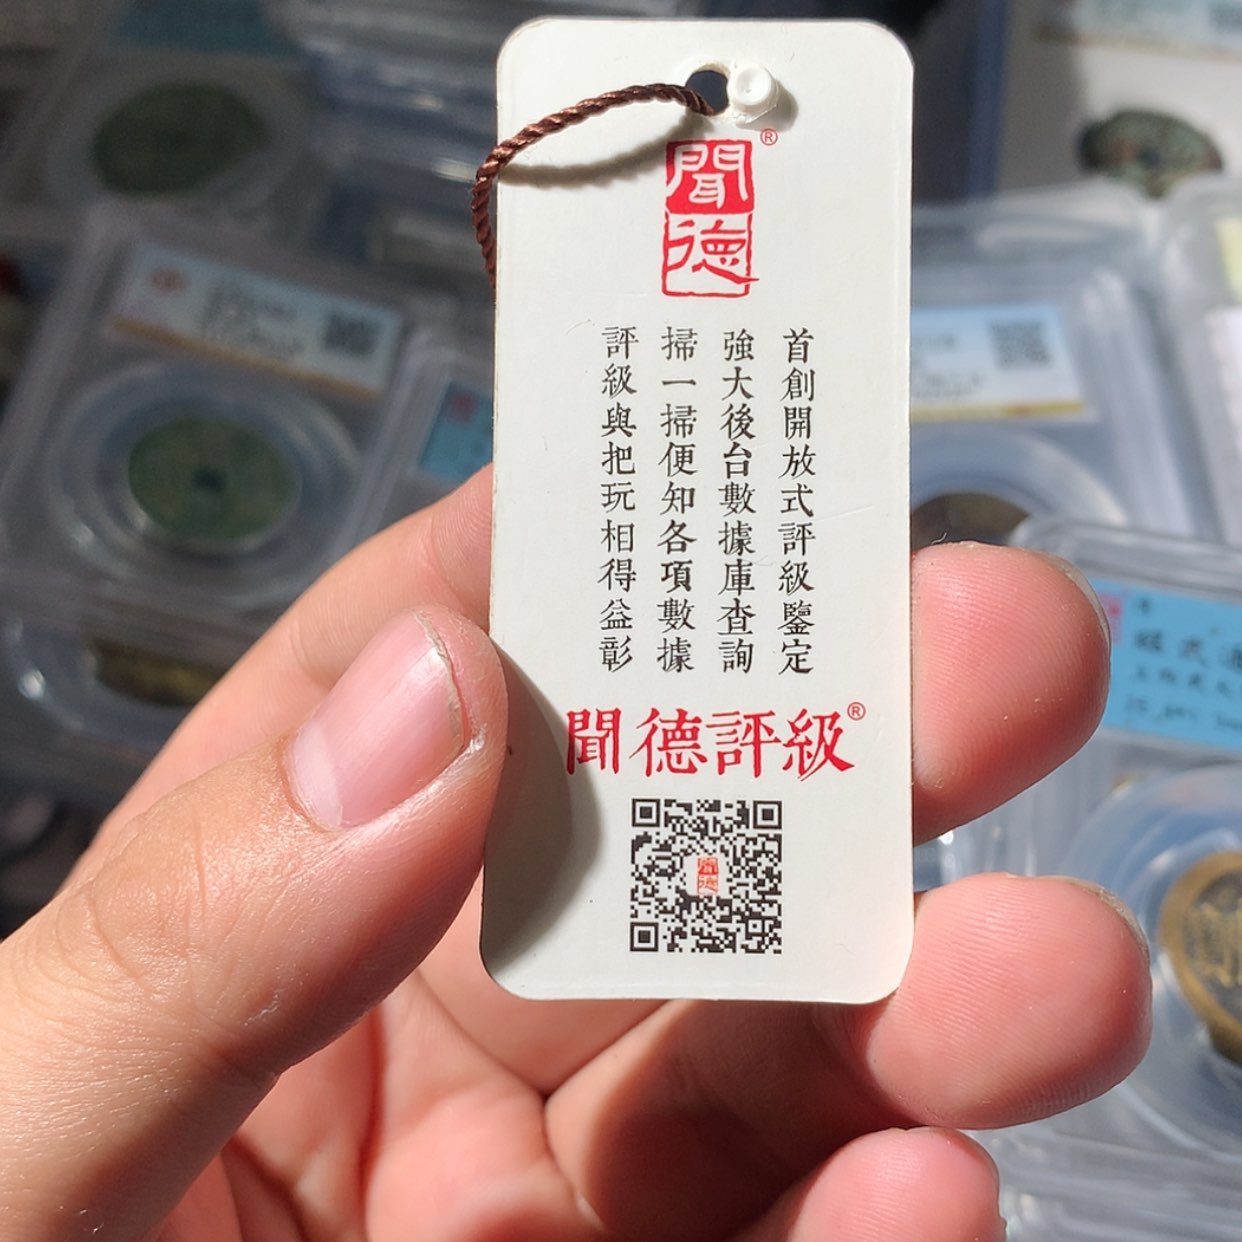 聞德
®
首創開放式評級鑒定
強大後台數據庫查詢
掃一掃便知各項數據
評級與把玩相得益彰
聞德評級®
聞德